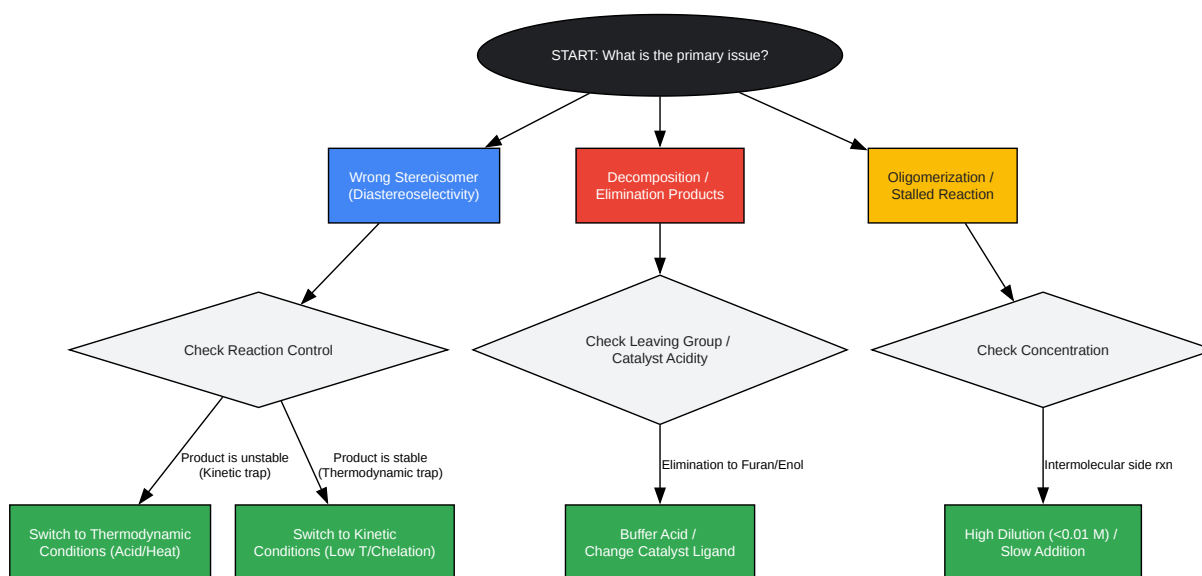 START: What is the primary issue?
Wrong Stereoisomer
(Diastereoselectivity)
Decomposition /
Elimination Products
Oligomerization /
Stalled Reaction
Check Reaction Control
Check Leaving Group /
Catalyst Acidity
Check Concentration
Product is unstable
(Kinetic trap)
Product is stable
(Thermodynamic trap)
Elimination to Furan/Enol
Intermolecular side rxn
Switch to Thermodynamic
Conditions (Acid/Heat)
Switch to Kinetic
Conditions (Low T/Chelation)
Buffer Acid /
Change Catalyst Ligand
High Dilution (<0.01 M) /
Slow Addition